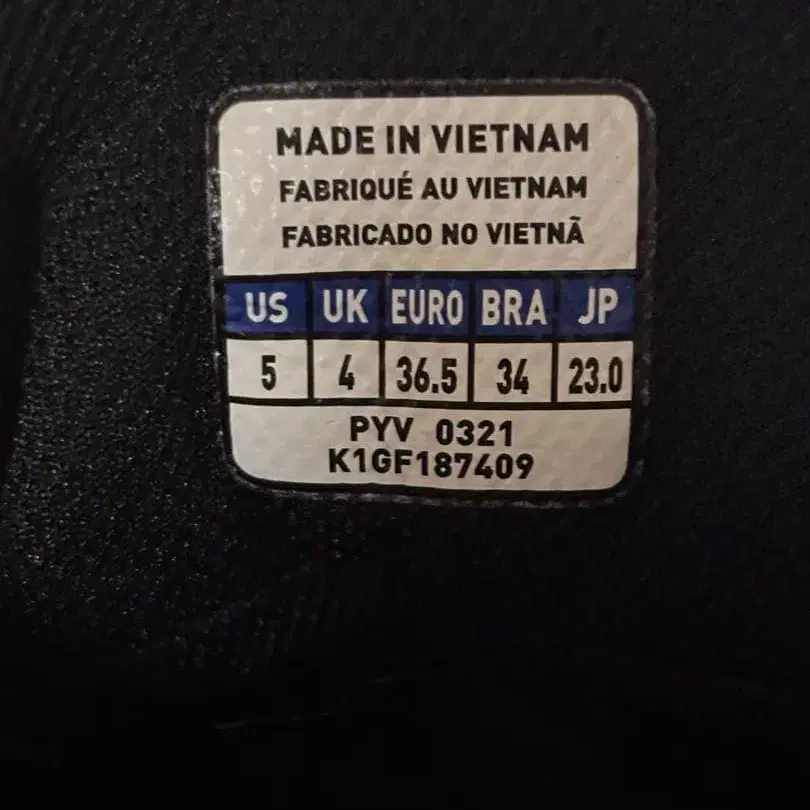 MADE IN VIETNAM
FABRIQUÉ AU VIETNAM
FABRICADO NO VIETNÃ
US UK EURO BRA JP
5 4 36.5 34 23.0
PYV 0321
K1GF187409